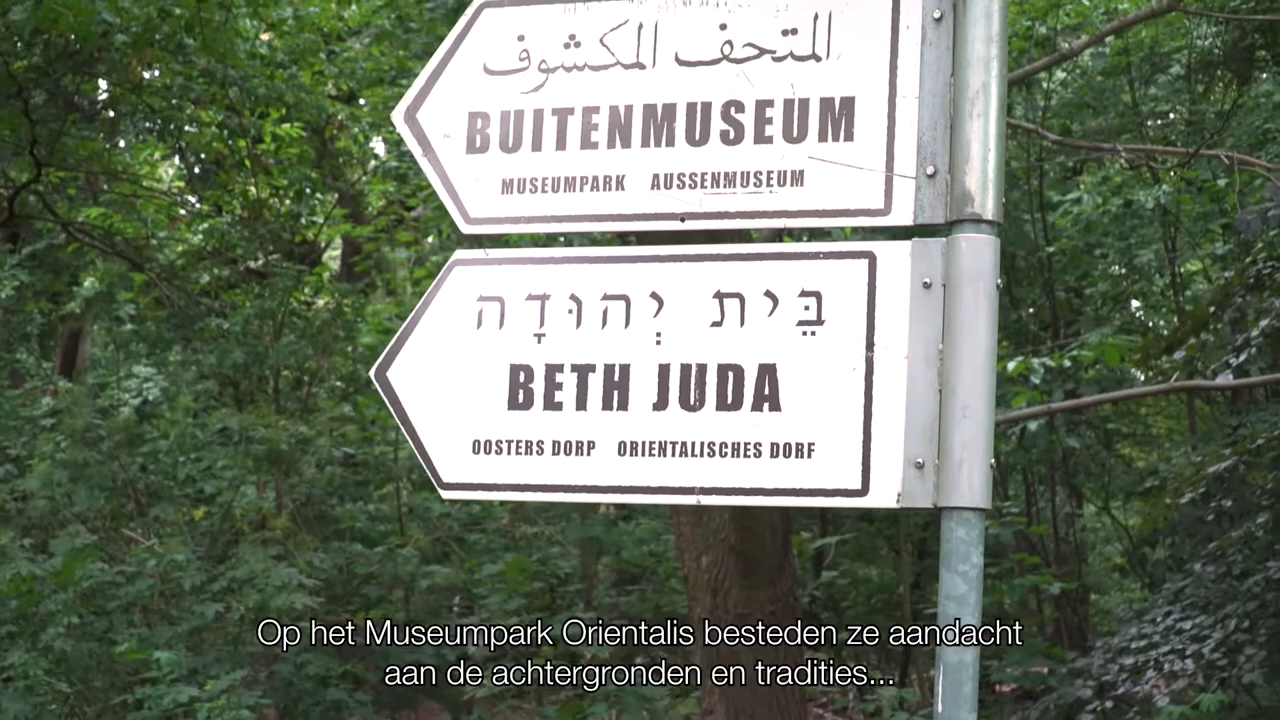 المتحف المكشوف
BUITENMUSEUM
MUSEUMPARK AUSSENMUSEUM
בֵּית יְהוּדָה
BETH JUDA
OOSTERS DORP ORIENTALISCHES DORF
Op het Museumpark Orientalis besteden ze aandacht
aan de achtergronden en tradities...